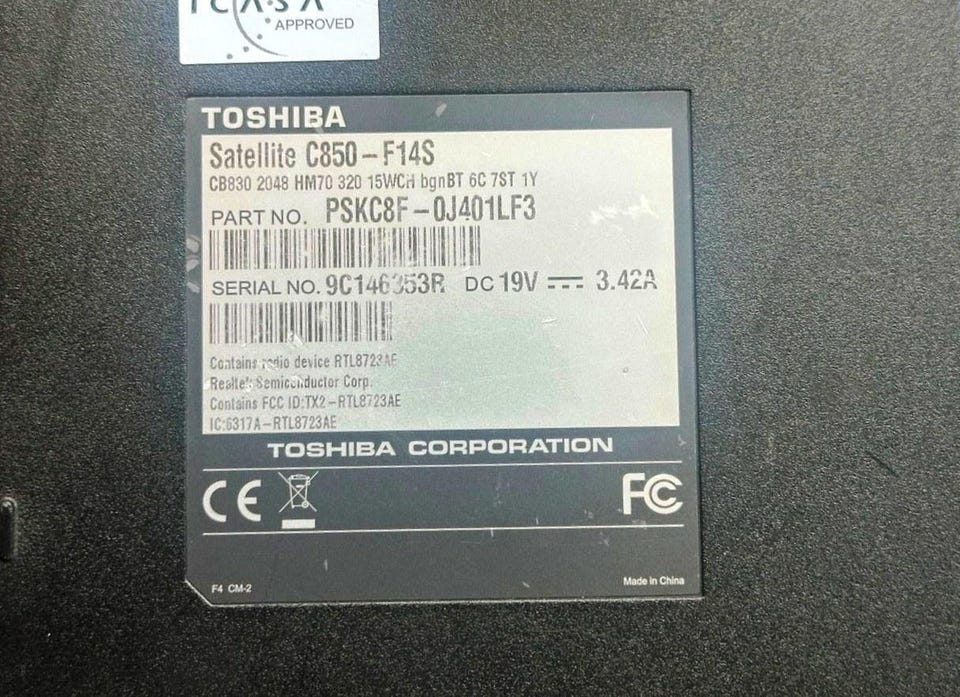 ICASA
APPROVED
TOSHIBA
Satellite C850-F14S
CB830 2048 HM70 320 15WCH bgnBT 6C 7ST 1Y
PART NO. PSKC8F-0J401LF3
SERIAL NO. 9C146353R DC 19V 3.42A
Contains radio device RTL8723AE
Realtek Semiconductor Corp.
Contains FCC ID:TX2-RTL8723AE
IC:6317A-RTL8723AE
TOSHIBA CORPORATION
CE FC
F4 CM-2 Made in China